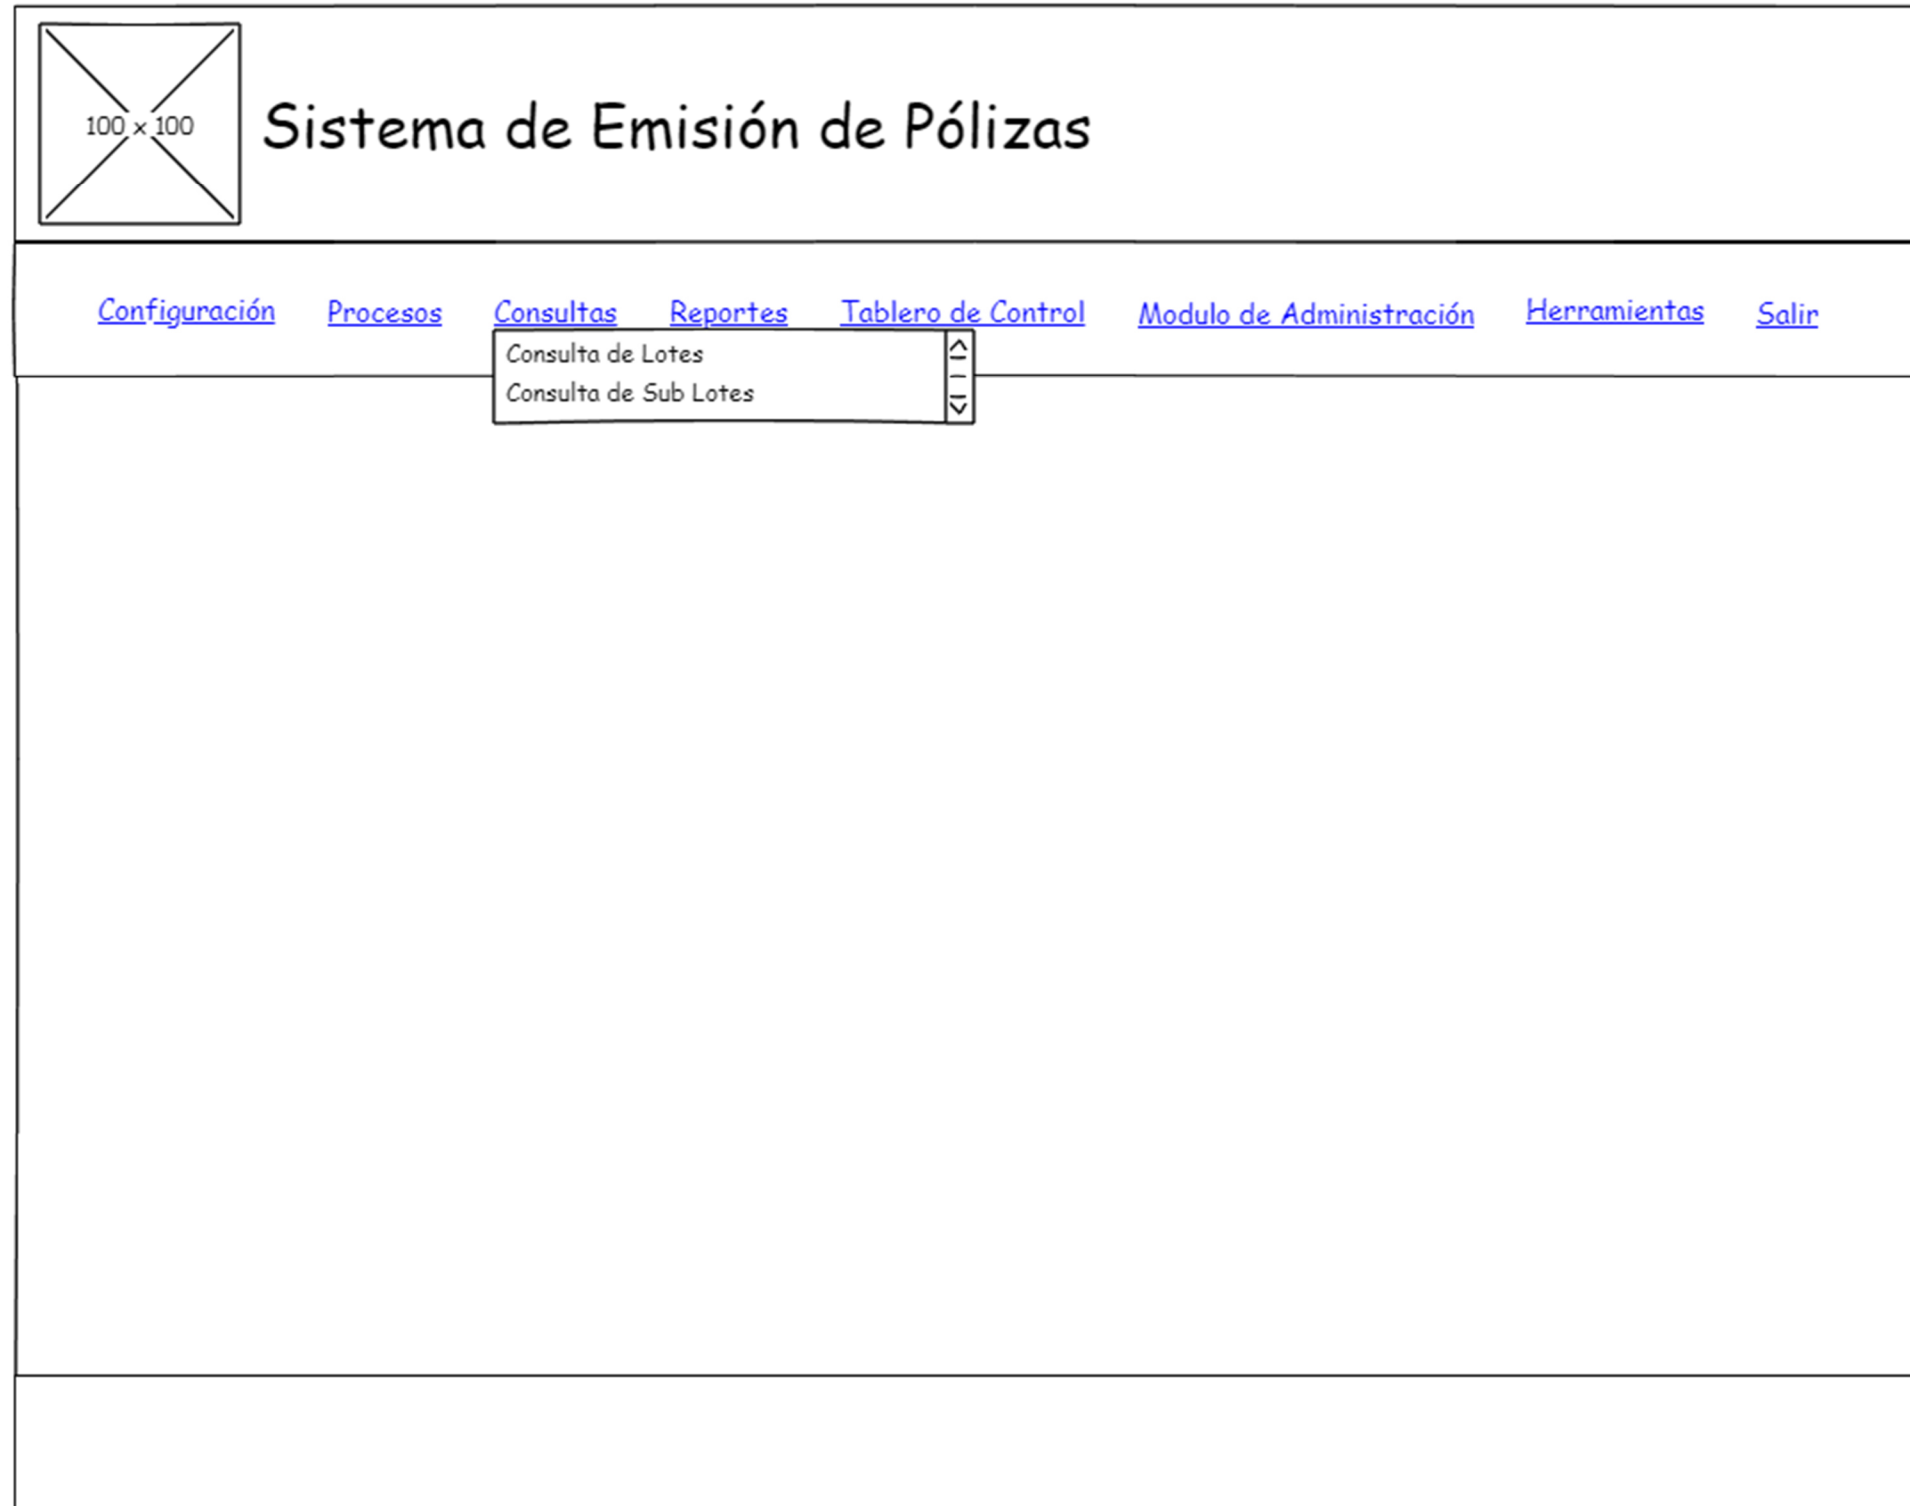 100 x 100
Sistema de Emisión de Pólizas
Configuración Procesos Consultas Reportes Tablero de Control Modulo de Administración Herramientas Salir
Consulta de Lotes
Consulta de Sub Lotes